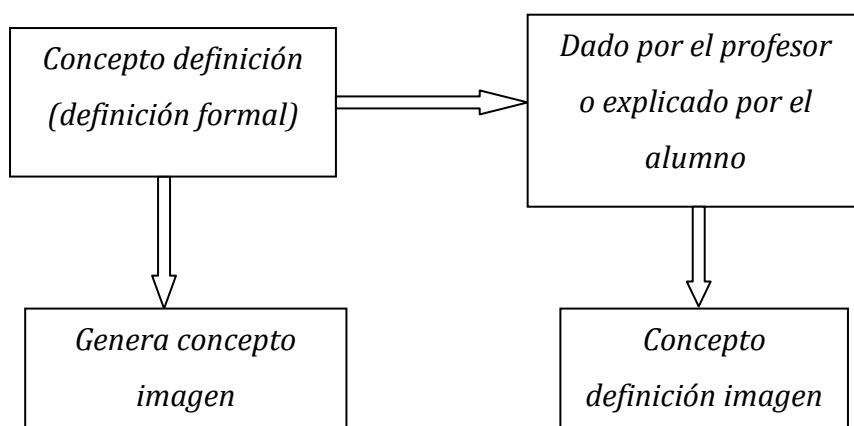 Concepto definición
(definición formal)
Dado por el profesor
o explicado por el
alumno
Genera concepto
imagen
Concepto
definición imagen